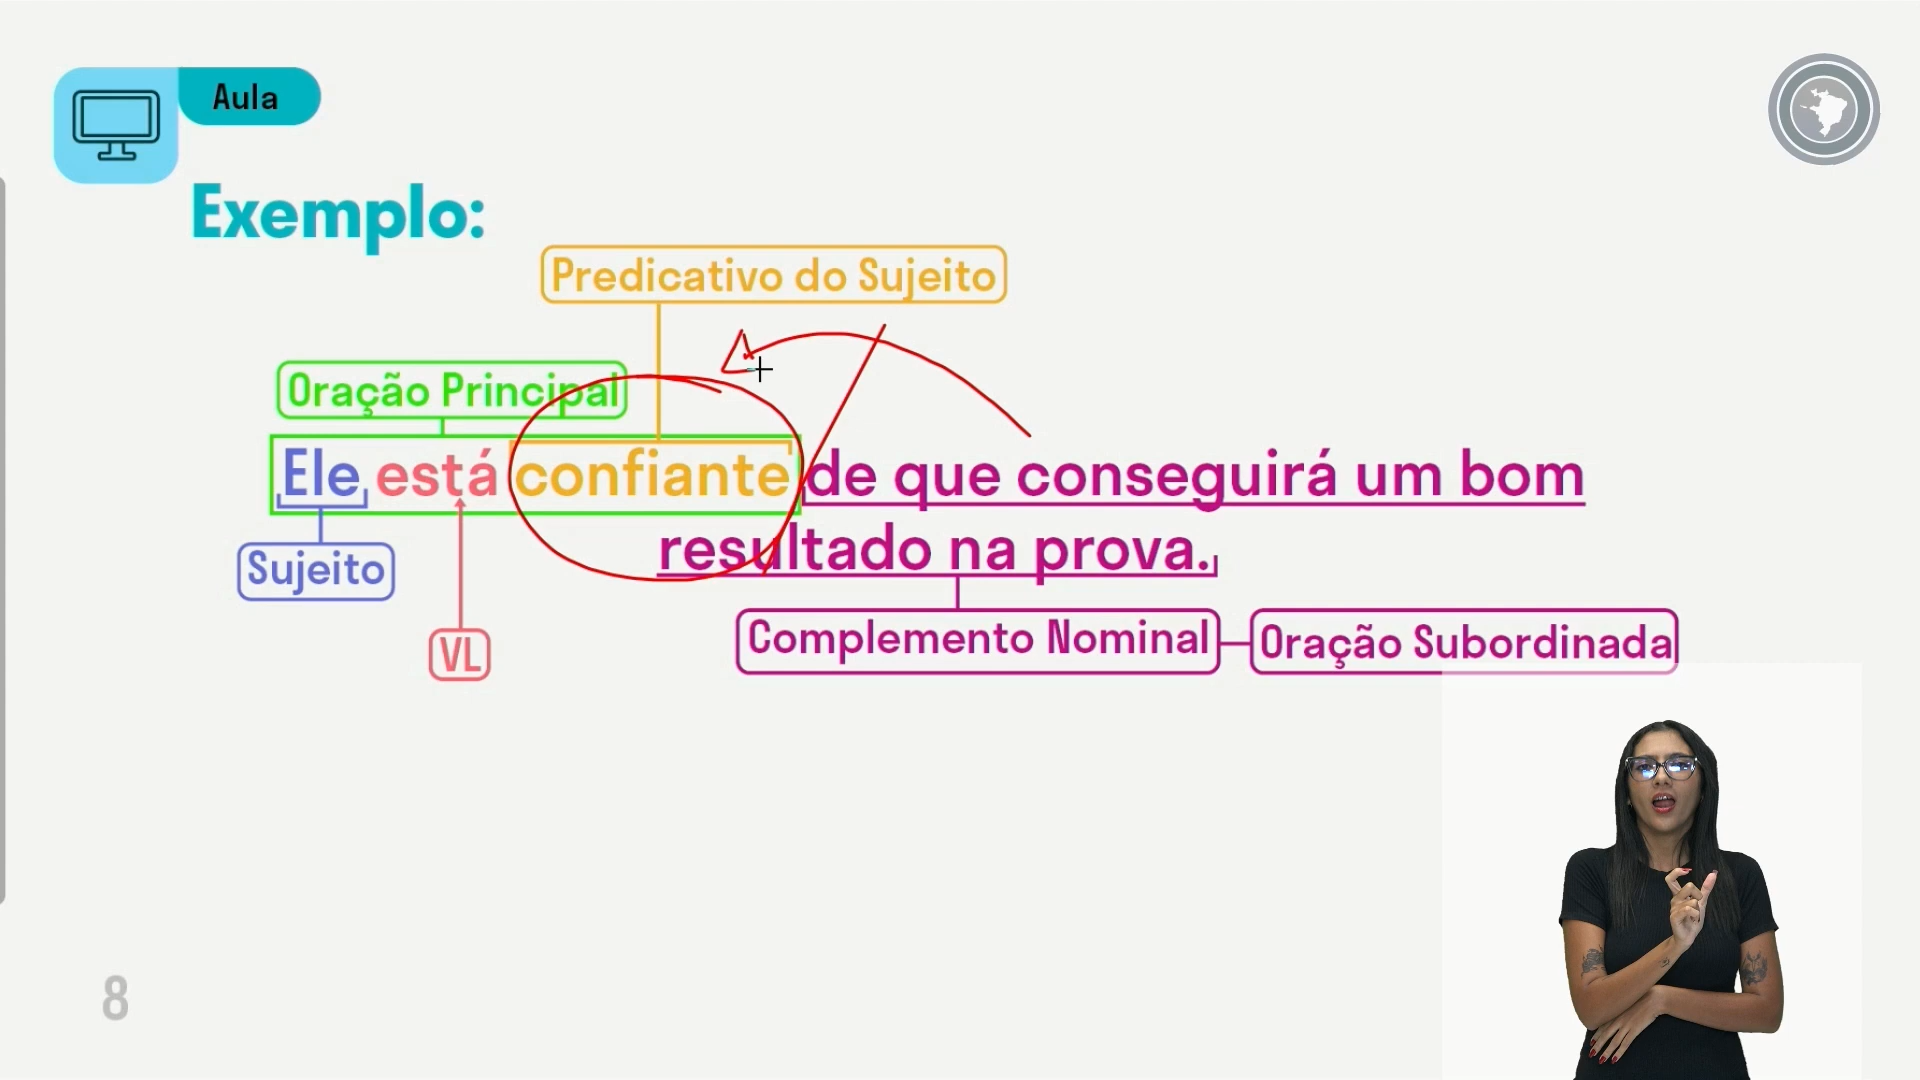 Aula
Exemplo:
Predicativo do Sujeito
Oração Principal
Ele está confiante de que conseguirá um bom
resultado na prova.
Sujeito
VL
Complemento Nominal
Oração Subordinada
8